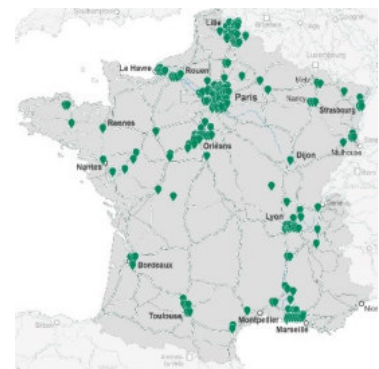 Lille
Le Havre
Rouen
Metz
Paris
Nancy
Strasbourg
Rennes
Orléans
Mulhouse
Nantes
Dijon
Lyon
Bordeaux
Toulouse
Montpellier
Marseille